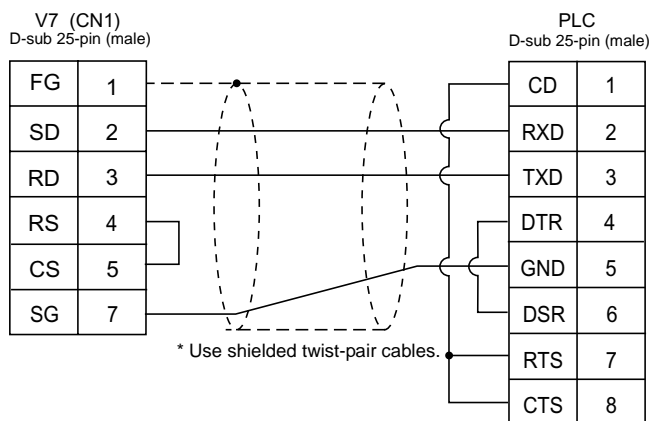 V7 (CN1)
D-sub 25-pin (male)
FG 1
SD 2
RD 3
RS 4
CS 5
SG 7
* Use shielded twist-pair cables.
PLC
D-sub 25-pin (male)
CD 1
RXD 2
TXD 3
DTR 4
GND 5
DSR 6
RTS 7
CTS 8